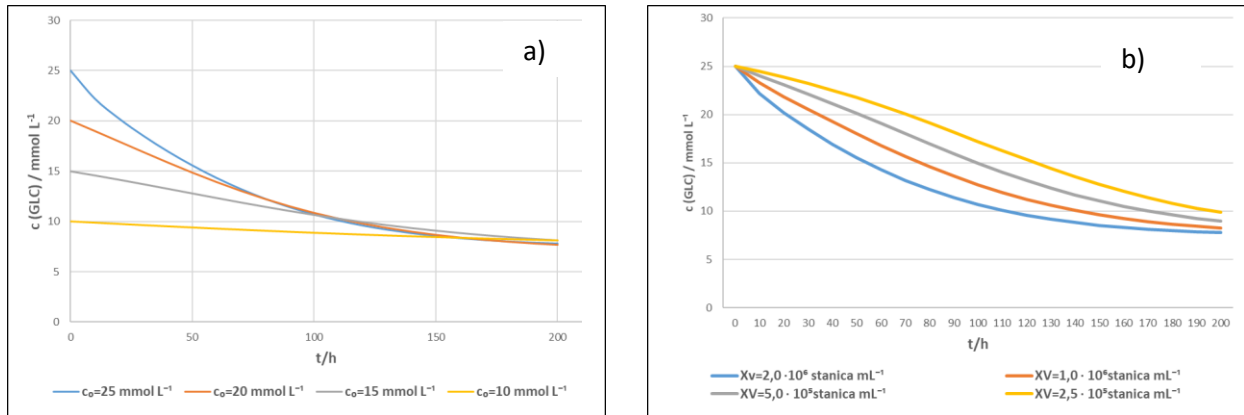 a)
30
25
20
15
10
5
0
c (GLC) / mmol L⁻¹
0 50 100 150 200
t/h
c₀=25 mmol L⁻¹ c₀=20 mmol L⁻¹ c₀=15 mmol L⁻¹ c₀=10 mmol L⁻¹
b)
30
25
20
15
10
5
0
c (GLC) / mmol L⁻¹
0 10 20 30 40 50 60 70 80 90 100 110 120 130 140 150 160 170 180 190 200
t/h
Xv=2,0 ·10⁶ stanica mL⁻¹ XV=1,0 · 10⁶stanica mL⁻¹
XV=5,0 · 10⁵stanica mL⁻¹ XV=2,5 · 10⁵stanica mL⁻¹